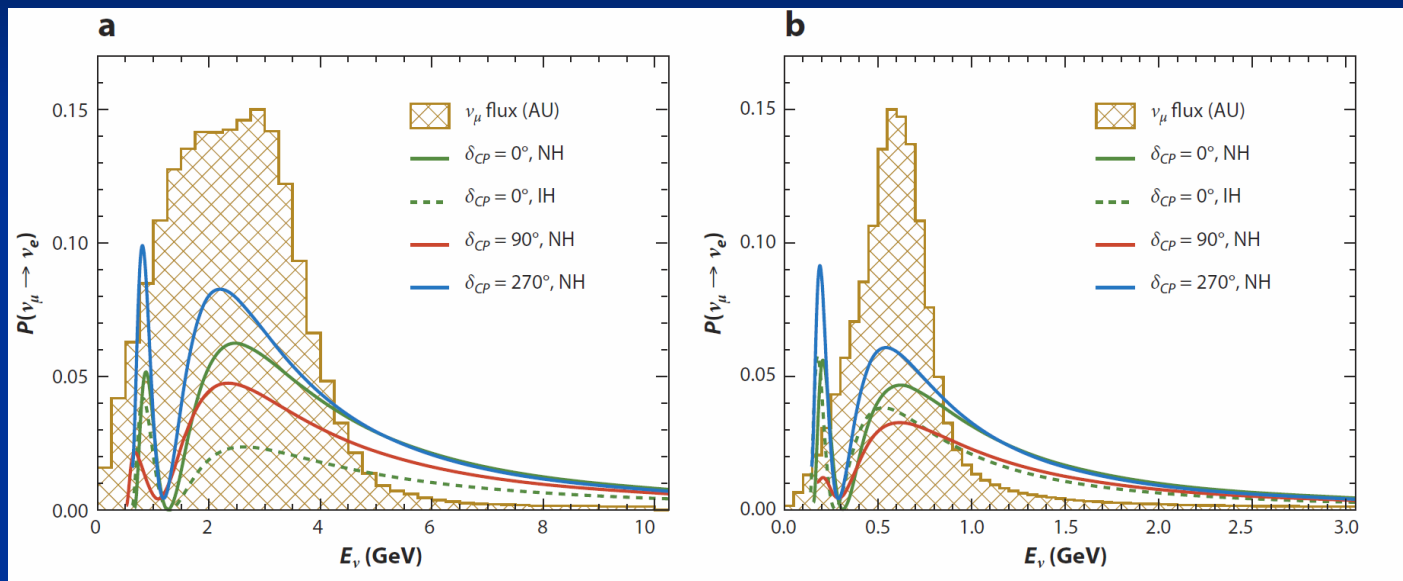 a
0.15
0.10
0.05
0.00
P(νμ → νe)
νμ flux (AU)
δCP = 0°, NH
δCP = 0°, IH
δCP = 90°, NH
δCP = 270°, NH
0 2 4 6 8 10
Eν (GeV)
b
0.15
0.10
0.05
0.00
P(νμ → νe)
νμ flux (AU)
δCP = 0°, NH
δCP = 0°, IH
δCP = 90°, NH
δCP = 270°, NH
0.0 0.5 1.0 1.5 2.0 2.5 3.0
Eν (GeV)